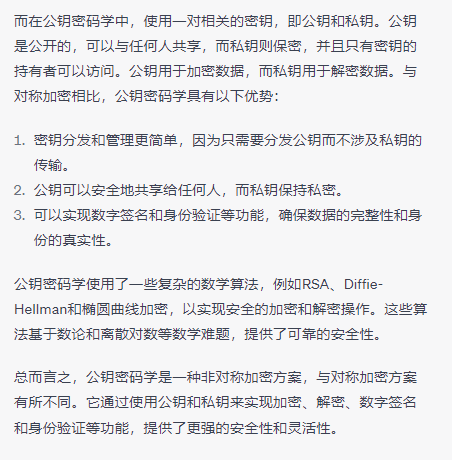 而在公钥密码学中，使用一对相关的密钥，即公钥和私钥。公钥
是公开的，可以与任何人共享，而私钥则保密，并且只有密钥的
持有者可以访问。公钥用于加密数据，而私钥用于解密数据。与
对称加密相比，公钥密码学具有以下优势：
1. 密钥分发和管理更简单，因为只需要分发公钥而不涉及私钥的
传输。
2. 公钥可以安全地共享给任何人，而私钥保持私密。
3. 可以实现数字签名和身份验证等功能，确保数据的完整性和身
份的真实性。
公钥密码学使用了一些复杂的数学算法，例如RSA、Diffie-
Hellman和椭圆曲线加密，以实现安全的加密和解密操作。这些算
法基于数论和离散对数等数学难题，提供了可靠的安全性。
总而言之，公钥密码学是一种非对称加密方案，与对称加密方案
有所不同。它通过使用公钥和私钥来实现加密、解密、数字签名
和身份验证等功能，提供了更强的安全性和灵活性。